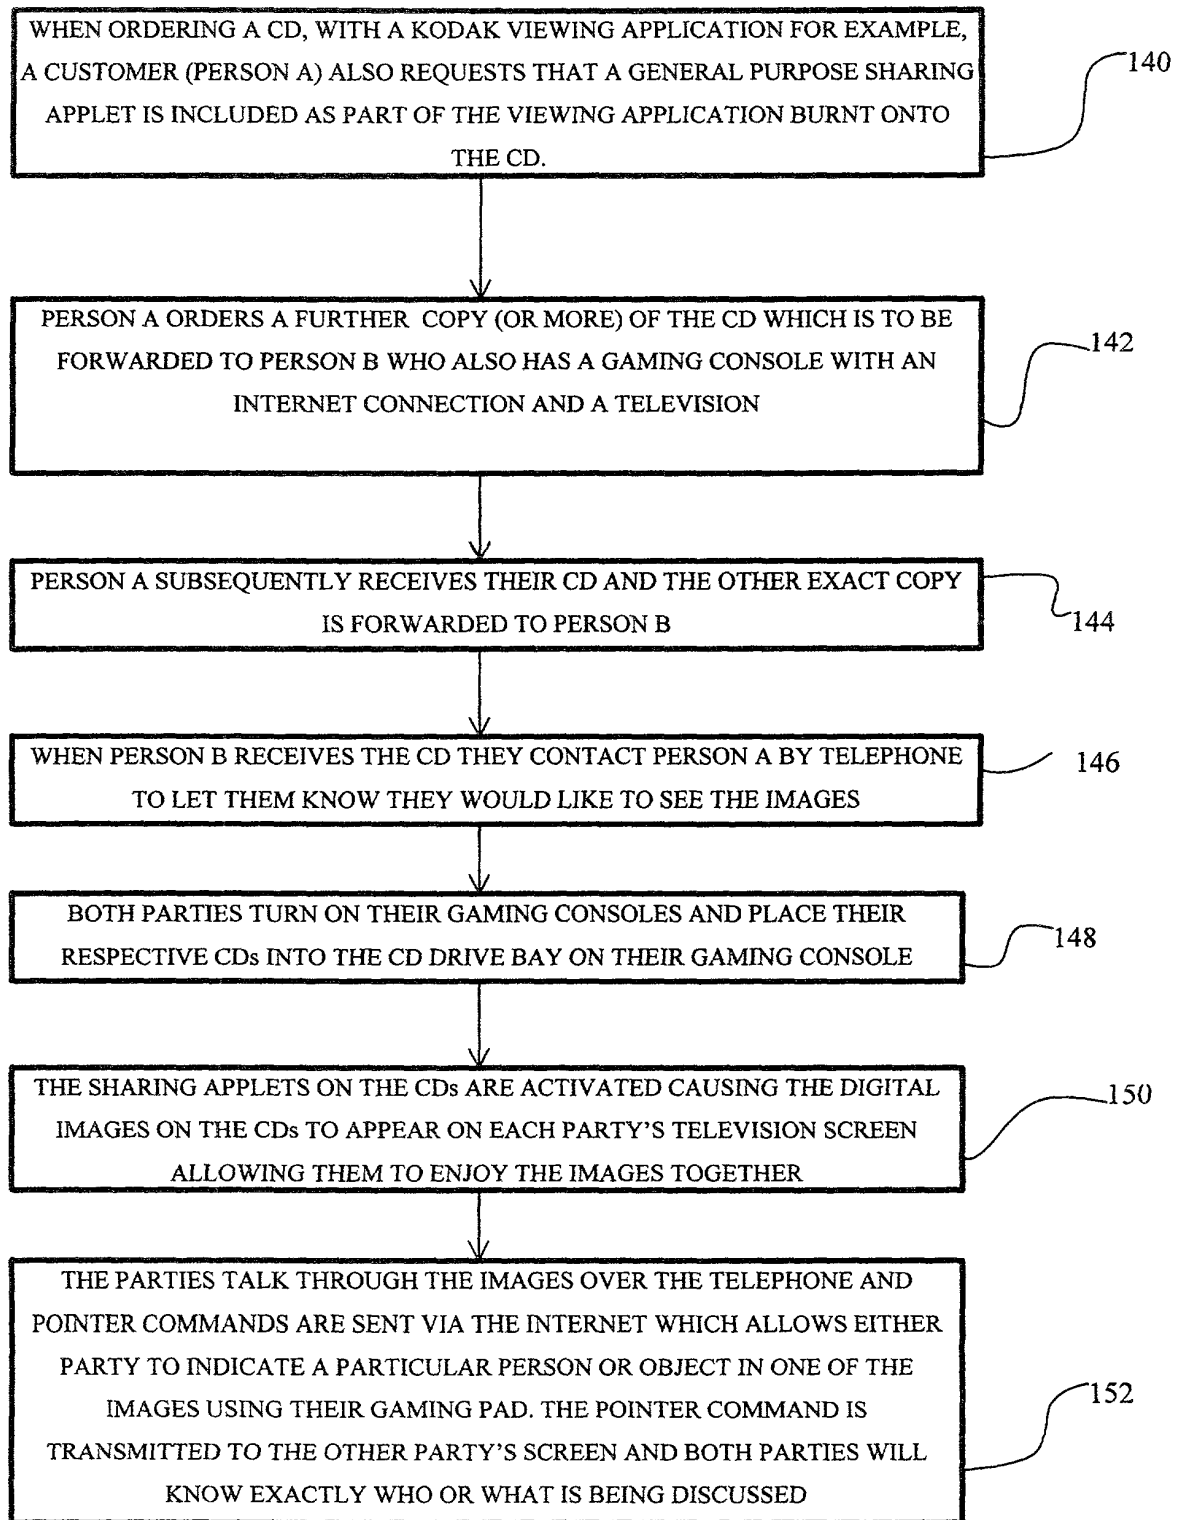 WHEN ORDERING A CD, WITH A KODAK VIEWING APPLICATION FOR EXAMPLE,
A CUSTOMER (PERSON A) ALSO REQUESTS THAT A GENERAL PURPOSE SHARING
APPLET IS INCLUDED AS PART OF THE VIEWING APPLICATION BURNT ONTO
THE CD.
140
PERSON A ORDERS A FURTHER COPY (OR MORE) OF THE CD WHICH IS TO BE
FORWARDED TO PERSON B WHO ALSO HAS A GAMING CONSOLE WITH AN
INTERNET CONNECTION AND A TELEVISION
142
PERSON A SUBSEQUENTLY RECEIVES THEIR CD AND THE OTHER EXACT COPY
IS FORWARDED TO PERSON B
144
WHEN PERSON B RECEIVES THE CD THEY CONTACT PERSON A BY TELEPHONE
TO LET THEM KNOW THEY WOULD LIKE TO SEE THE IMAGES
146
BOTH PARTIES TURN ON THEIR GAMING CONSOLES AND PLACE THEIR
RESPECTIVE CDs INTO THE CD DRIVE BAY ON THEIR GAMING CONSOLE
148
THE SHARING APPLETS ON THE CDs ARE ACTIVATED CAUSING THE DIGITAL
IMAGES ON THE CDs TO APPEAR ON EACH PARTY'S TELEVISION SCREEN
ALLOWING THEM TO ENJOY THE IMAGES TOGETHER
150
THE PARTIES TALK THROUGH THE IMAGES OVER THE TELEPHONE AND
POINTER COMMANDS ARE SENT VIA THE INTERNET WHICH ALLOWS EITHER
PARTY TO INDICATE A PARTICULAR PERSON OR OBJECT IN ONE OF THE
IMAGES USING THEIR GAMING PAD. THE POINTER COMMAND IS
TRANSMITTED TO THE OTHER PARTY'S SCREEN AND BOTH PARTIES WILL
KNOW EXACTLY WHO OR WHAT IS BEING DISCUSSED
152